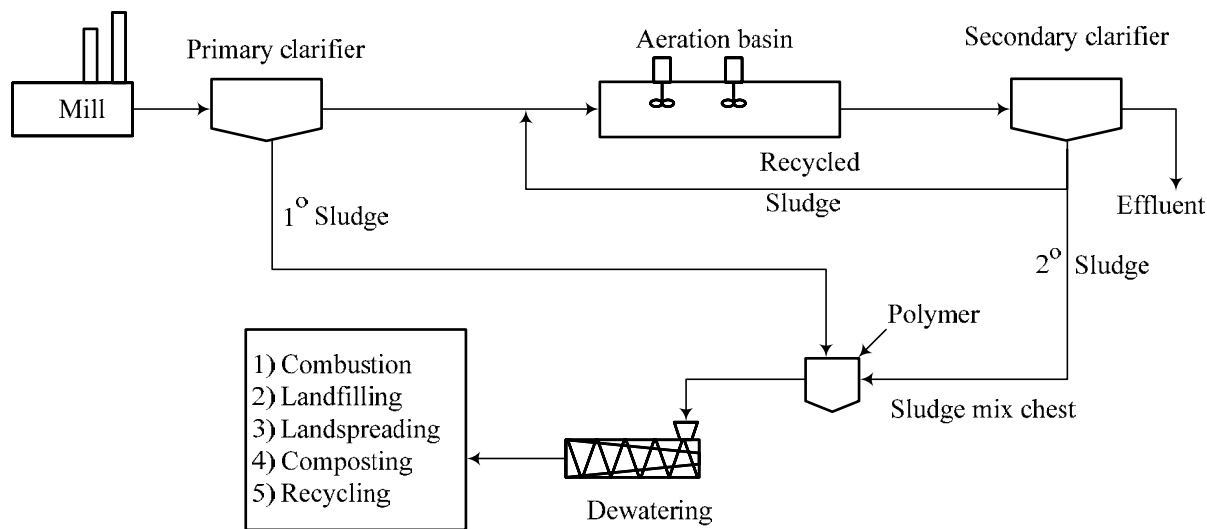 Primary clarifier
Aeration basin
Secondary clarifier
Mill
Recycled
Sludge
Effluent
1° Sludge
2° Sludge
Polymer
Sludge mix chest
1) Combustion
2) Landfilling
3) Landspreading
4) Composting
5) Recycling
Dewatering